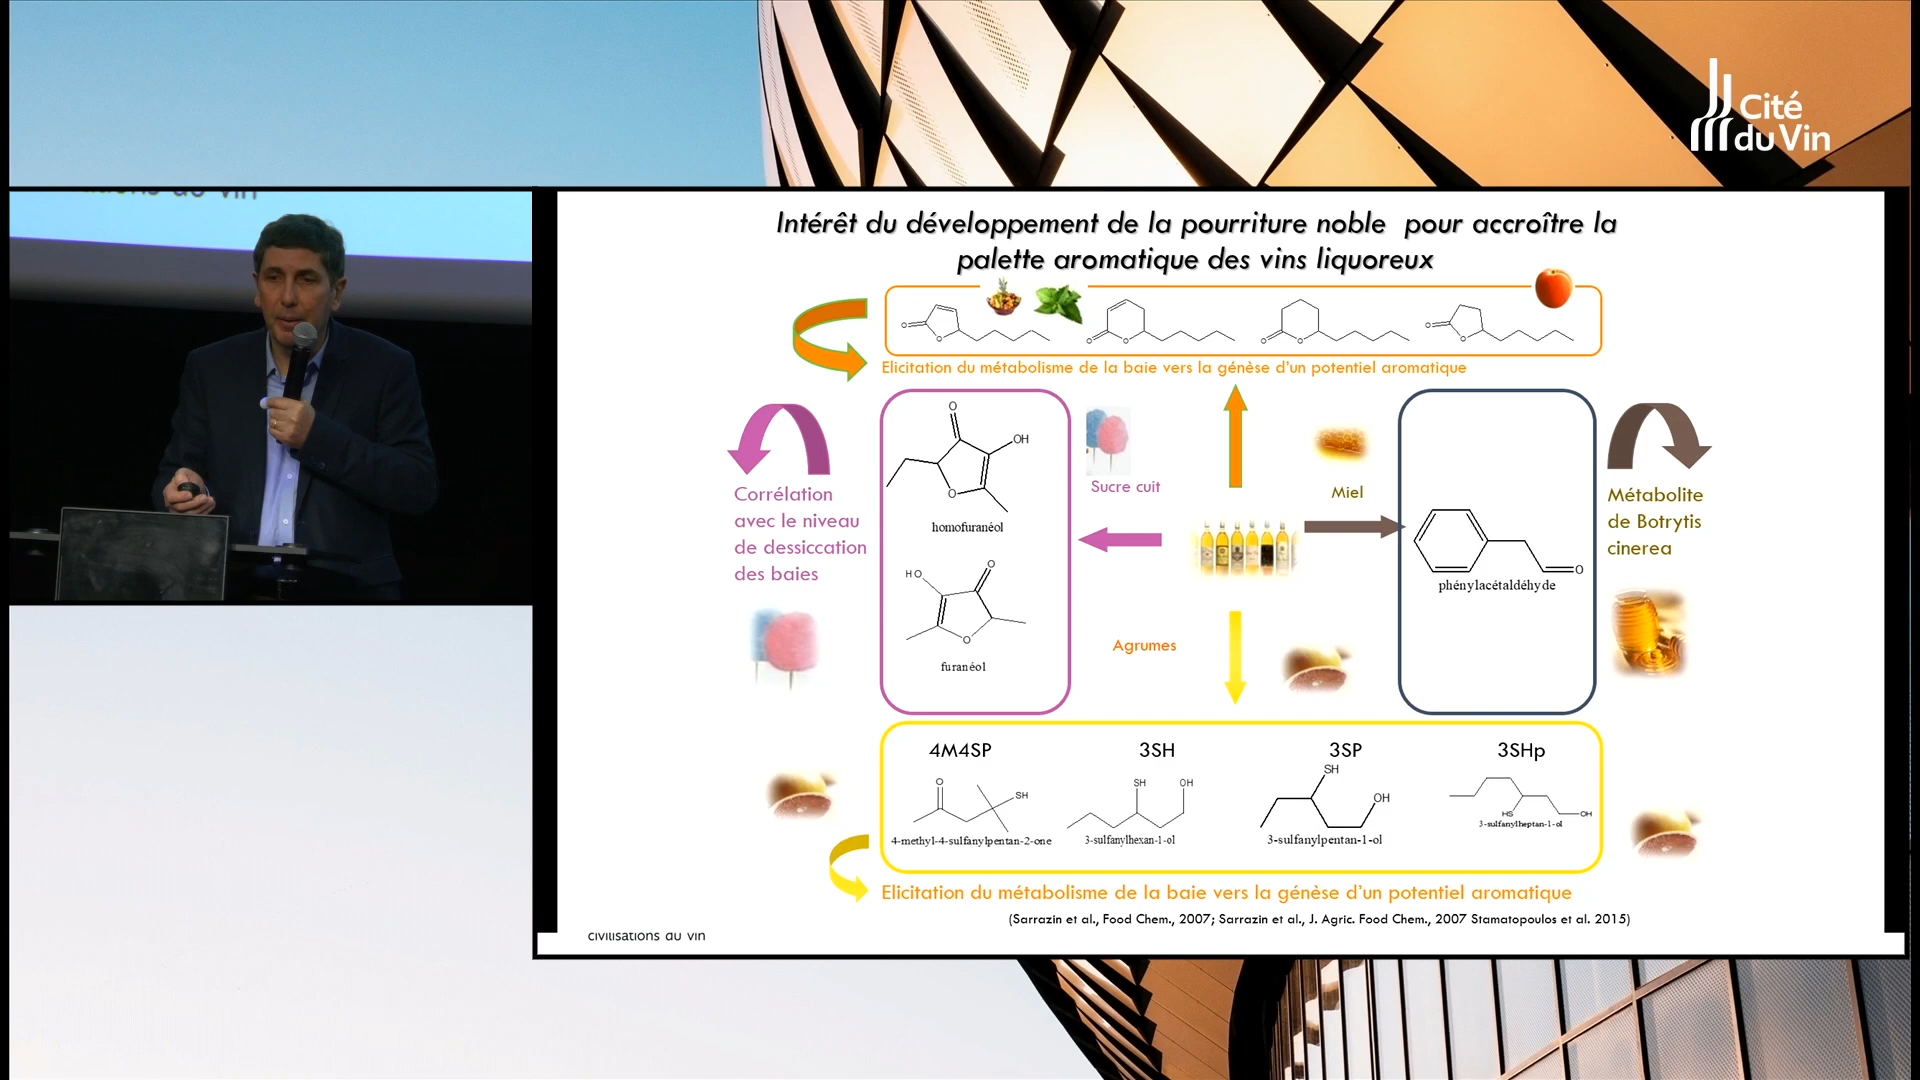 Cité
du Vin
Intérêt du développement de la pourriture noble pour accroître la
palette aromatique des vins liquoreux
O
O
O
O
O
O
O
O
Elicitation du métabolisme de la baie vers la génèse d'un potentiel aromatique
Corrélation
avec le niveau
de dessiccation
des baies
O
OH
O
homofuranéol
HO
O
O
furanéol
Sucre cuit
Miel
Agrumes
O
phénylacétaldéhyde
Métabolite
de Botrytis
cinerea
4M4SP
3SH
3SP
3SHp
O
SH
4-methyl-4-sulfanylpentan-2-one
SH
OH
3-sulfanylhexan-1-ol
SH
OH
3-sulfanylpentan-1-ol
HS
OH
3-sulfanylheptan-1-ol
Elicitation du métabolisme de la baie vers la génèse d'un potentiel aromatique
(Sarrazin et al., Food Chem., 2007; Sarrazin et al., J. Agric. Food Chem., 2007 Stamatopoulos et al. 2015)
civilisations du vin